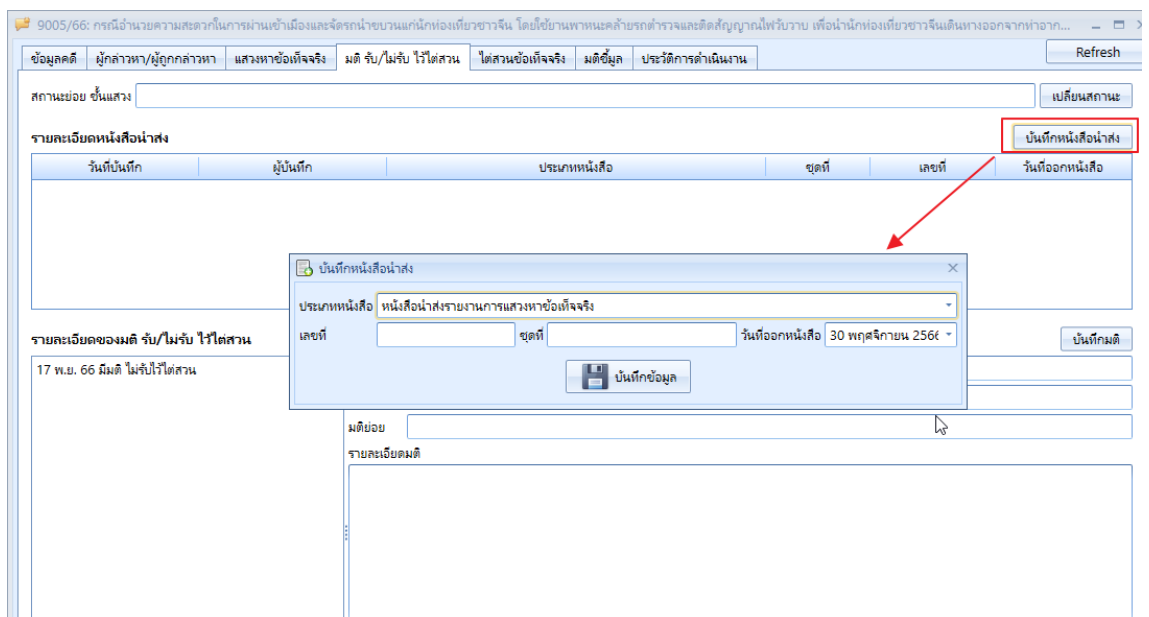 9005/66: กรณีอำนวยความสะดวกในการผ่านเข้าเมืองและจัดรถนำขบวนแก่นักท่องเที่ยวชาวจีน โดยใช้ยานพาหนะคล้ายรถตำรวจและติดสัญญาณไฟวับวาบ เพื่อนำนักท่องเที่ยวชาวจีนเดินทางออกจากท่าอาก...
ข้อมูลคดี ผู้กล่าวหา/ผู้ถูกกล่าวหา แสวงหาข้อเท็จจริง มติ รับ/ไม่รับ ไว้ไต่สวน ไต่สวนข้อเท็จจริง มติชี้มูล ประวัติการดำเนินงาน Refresh
สถานะย่อย ชั้นแสวง เปลี่ยนสถานะ
รายละเอียดหนังสือนำส่ง บันทึกหนังสือนำส่ง
วันที่บันทึก ผู้บันทึก ประเภทหนังสือ ชุดที่ เลขที่ วันที่ออกหนังสือ
บันทึกหนังสือนำส่ง
ประเภทหนังสือ หนังสือนำส่งรายงานการแสวงหาข้อเท็จจริง
เลขที่ ชุดที่ วันที่ออกหนังสือ 30 พฤศจิกายน 2566
บันทึกข้อมูล
รายละเอียดของมติ รับ/ไม่รับ ไว้ไต่สวน บันทึกมติ
17 พ.ย. 66 มีมติ ไม่รับไว้ไต่สวน
มติย่อย
รายละเอียดมติ